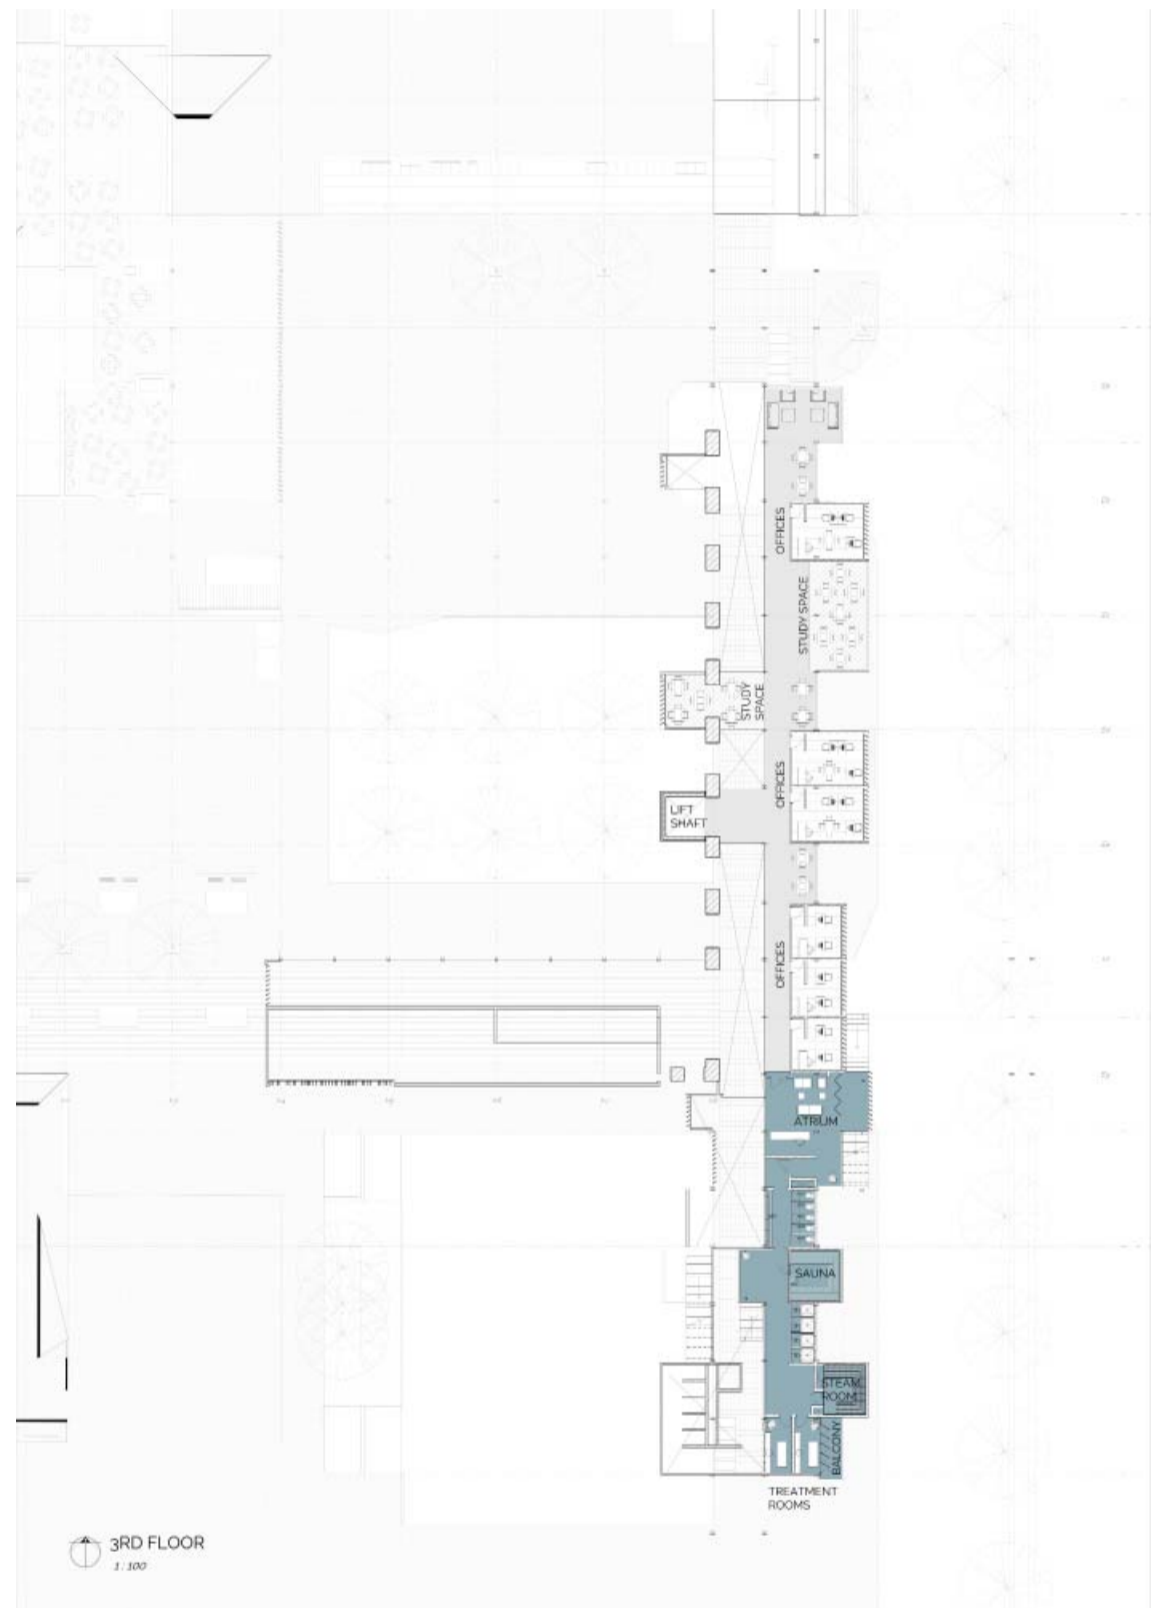 OFFICES
STUDY SPACE
STUDY
SPACE
OFFICES
LIFT
SHAFT
OFFICES
ATRIUM
SAUNA
STEAM
ROOM
BALCONY
TREATMENT
ROOMS
3RD FLOOR
1 : 100